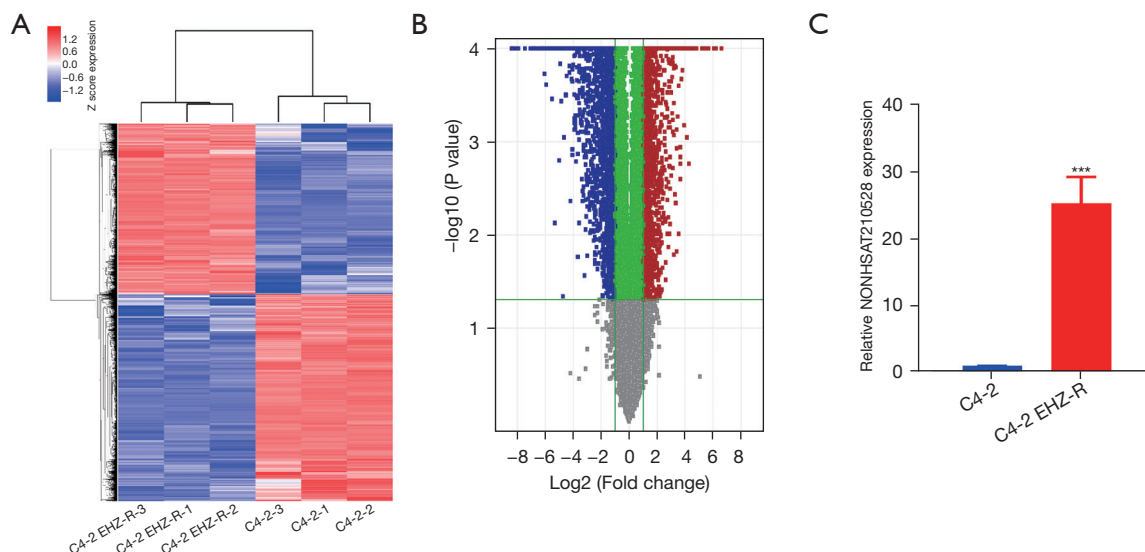 A
1.2
0.6
0.0
−0.6
−1.2
Z score expression
C4-2 EHZ-R-3
C4-2 EHZ-R-1
C4-2 EHZ-R-2
C4-2-3
C4-2-1
C4-2-2
B
−log10 (P value)
4
3
2
1
−8 −6 −4 −2 0 2 4 6 8
Log2 (Fold change)
C
Relative NONHSAT210528 expression
40
30
20
10
0
***
C4-2
C4-2 EHZ-R